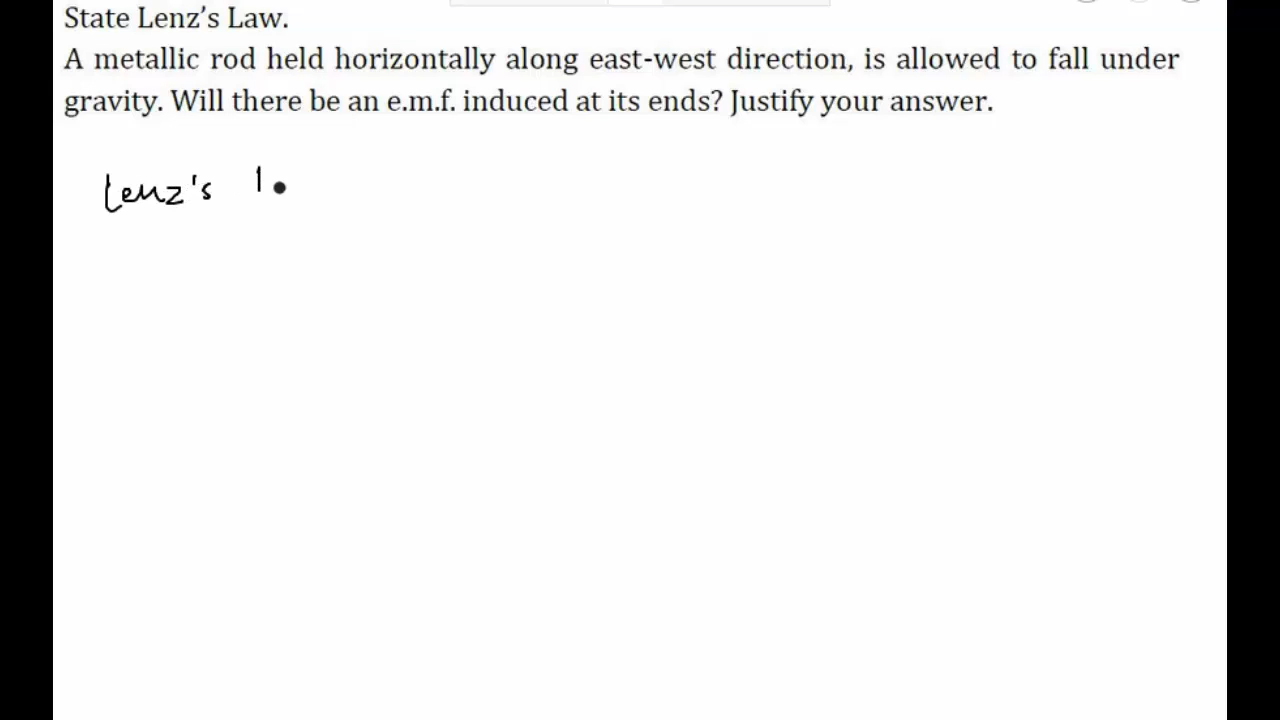 State Lenz’s Law.
A metallic rod held horizontally along east-west direction, is allowed to fall under
gravity. Will there be an e.m.f. induced at its ends? Justify your answer.
Lenz's l